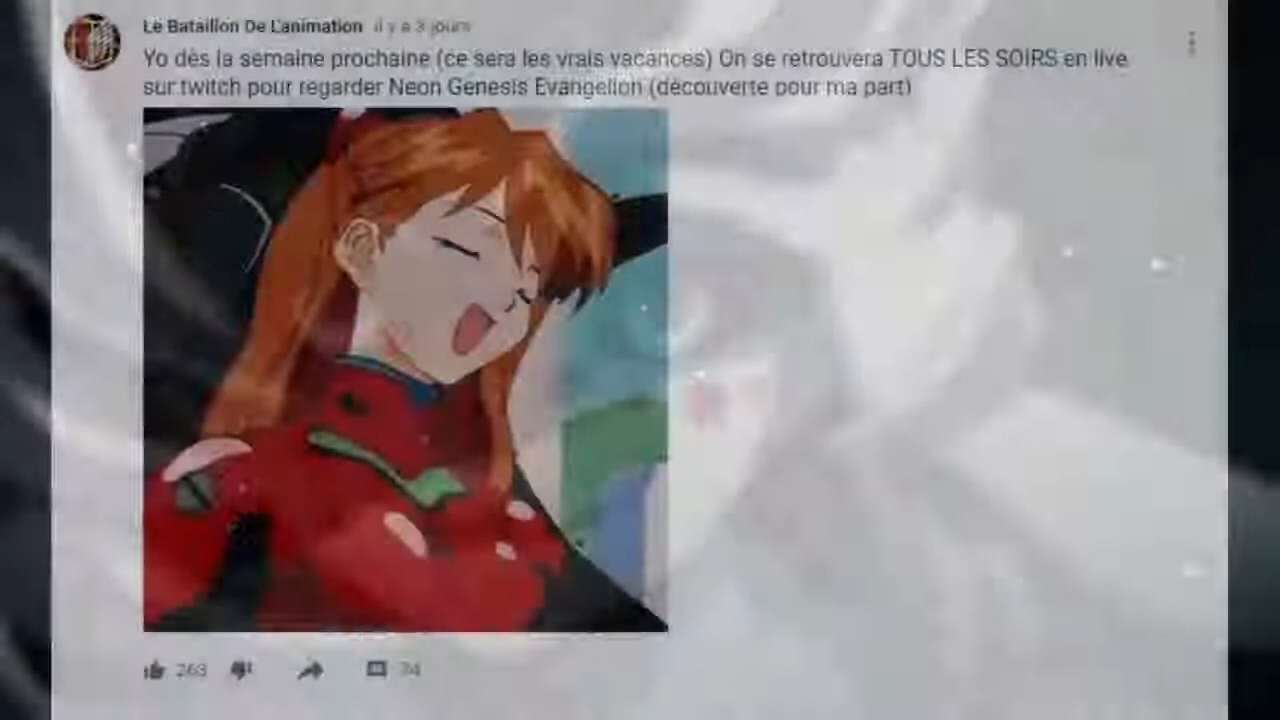 Le Bataillon De L'animation il y a 3 jours
Yo dès la semaine prochaine (ce sera les vrais vacances) On se retrouvera TOUS LES SOIRS en live
sur twitch pour regarder Neon Genesis Evangelion (découverte pour ma part)
263 74